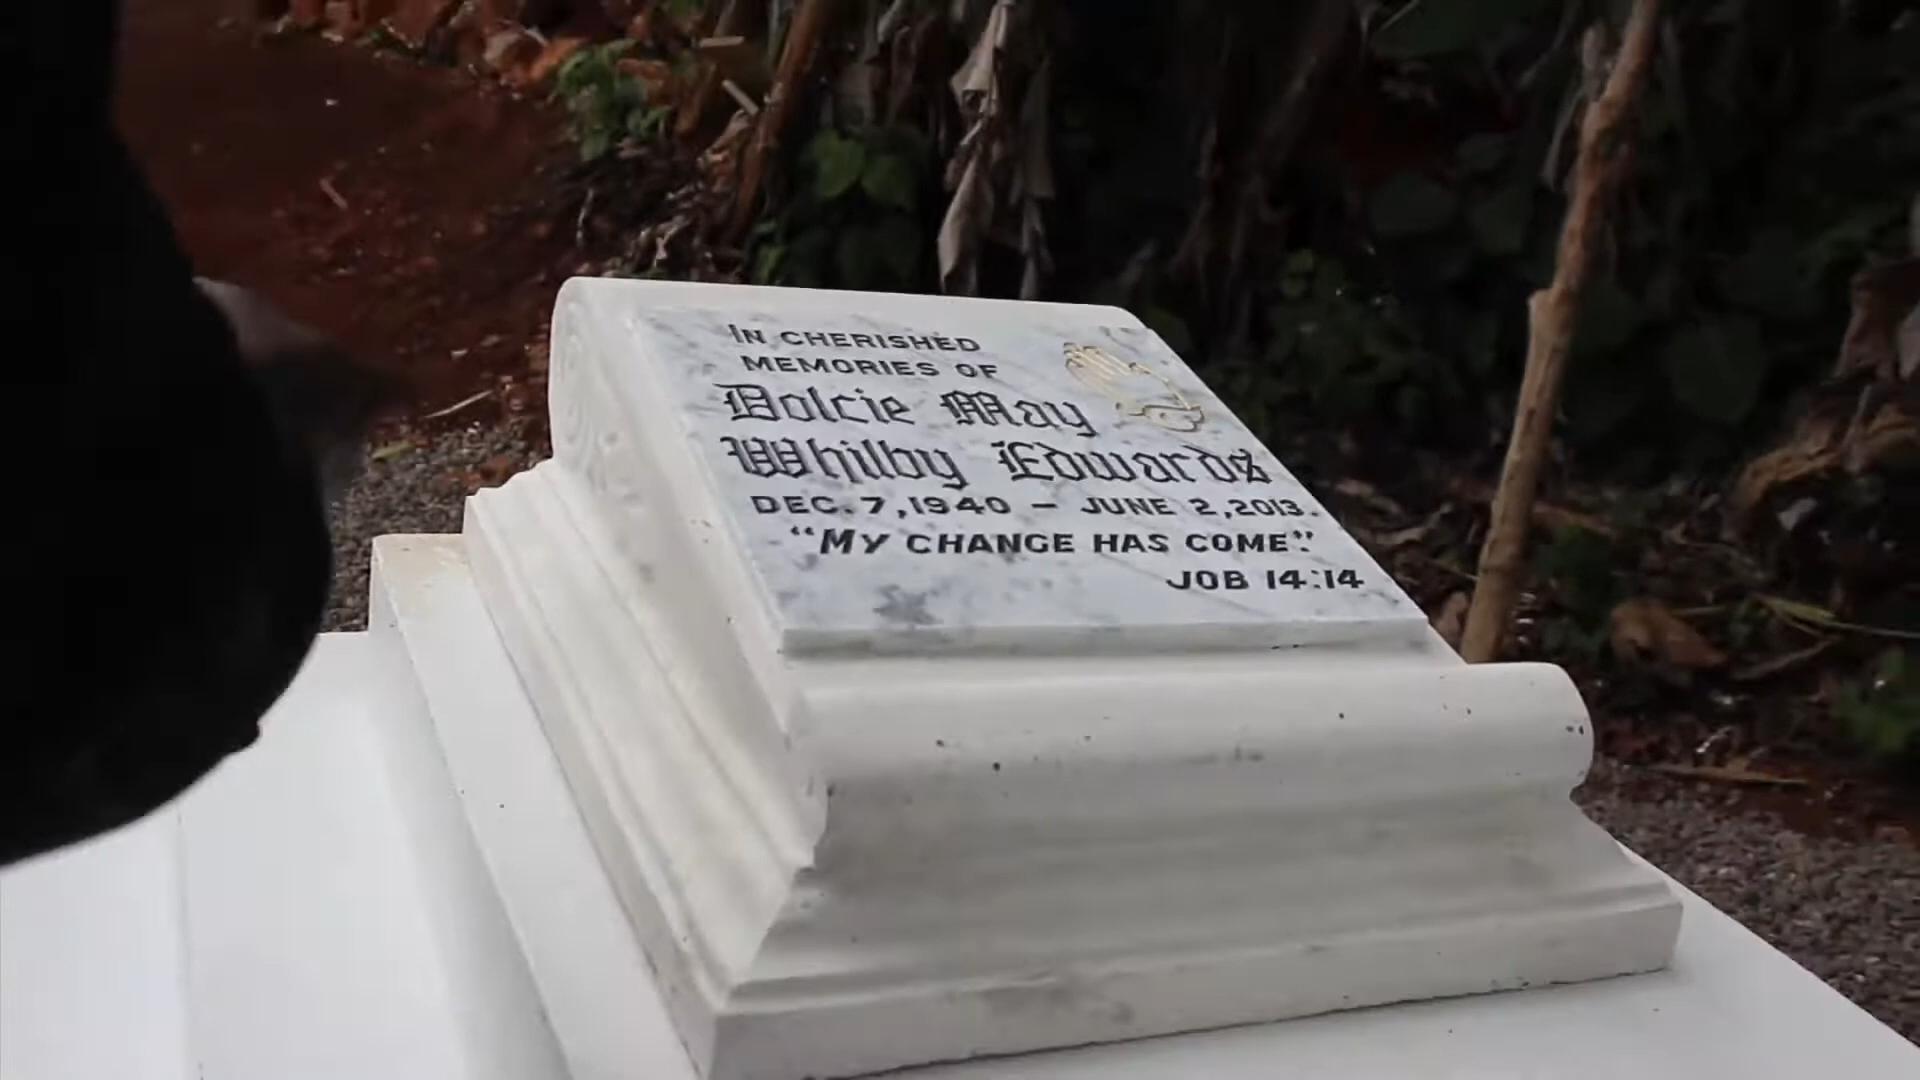 In cherished
memories of
Dolcie May
Whilby Edwards
Dec. 7, 1940 – June 2, 2013.
"My change has come."
Job 14:14